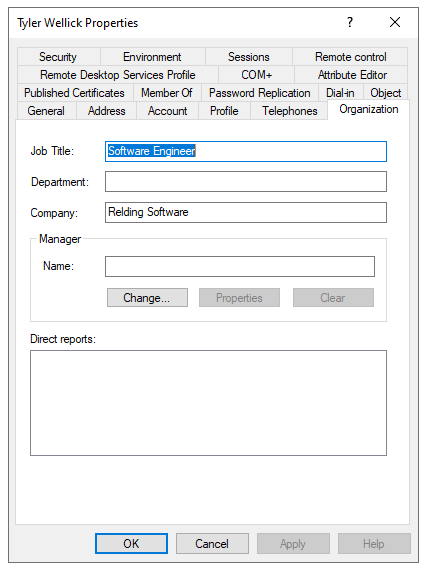 Tyler Wellick Properties ? ×
Security Environment Sessions Remote control
Remote Desktop Services Profile COM+ Attribute Editor
Published Certificates Member Of Password Replication Dial-in Object
General Address Account Profile Telephones Organization
Job Title: Software Engineer
Department:
Company: Relding Software
Manager
Name:
Change... Properties Clear
Direct reports:
OK Cancel Apply Help